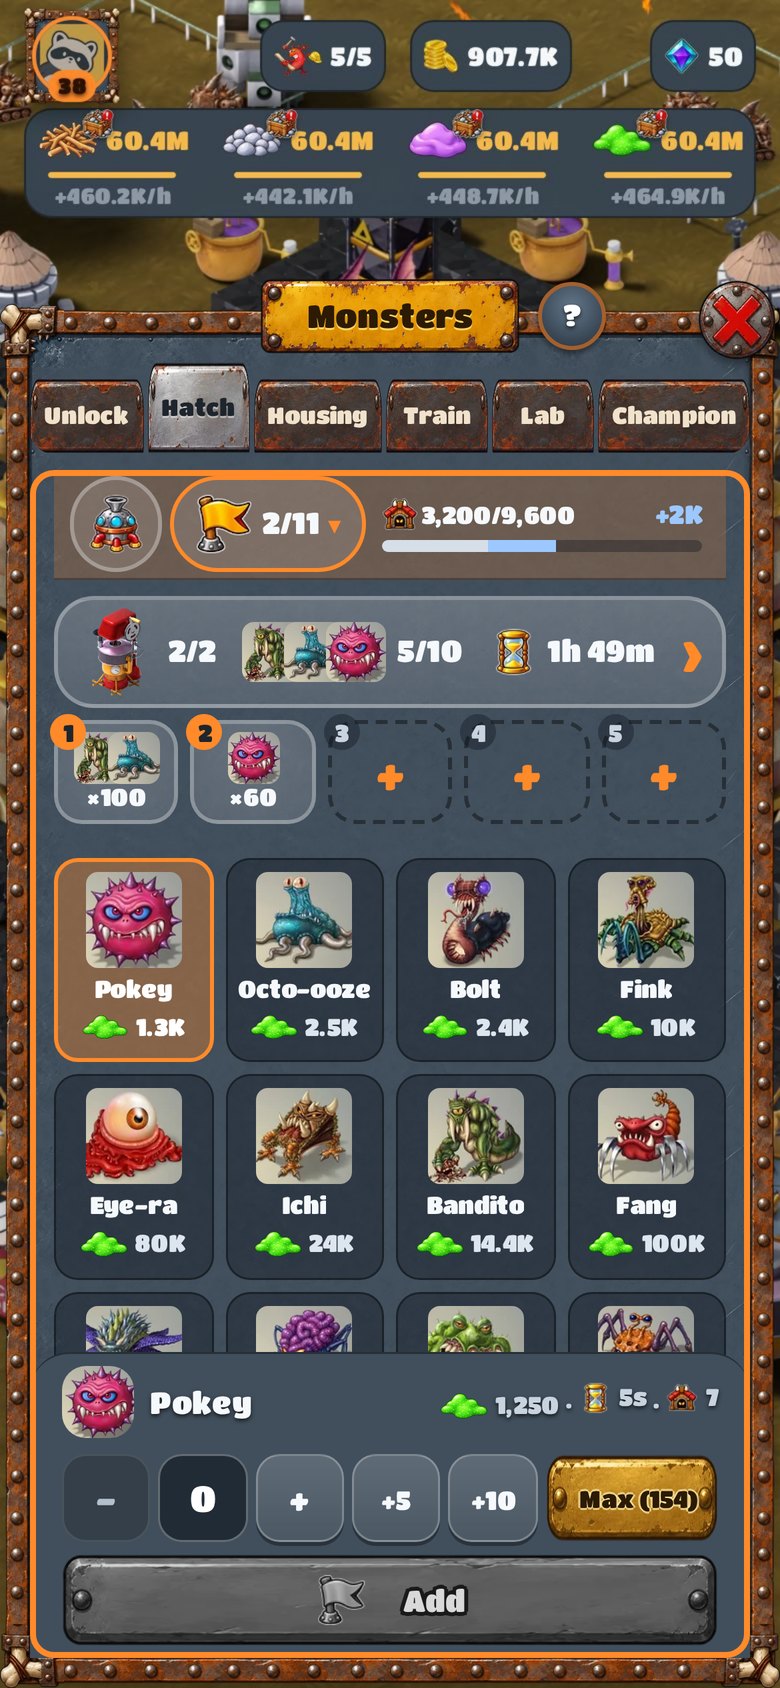 5/5 907.7K 50
38
60.4M 60.4M 60.4M 60.4M
+460.2K/h +442.1K/h +448.7K/h +464.9K/h
Monsters ?
Unlock Hatch Housing Train Lab Champion
2/11 ▼ 3,200/9,600 +2K
2/2 5/10 1h 49m ❯
1 2 3 4 5
×100 ×60 + + +
Pokey Octo-ooze Bolt Fink
1.3K 2.5K 2.4K 10K
Eye-ra Ichi Bandito Fang
80K 24K 14.4K 100K
Pokey 1,250 · 5s · 7
- 0 + +5 +10 Max (154)
Add